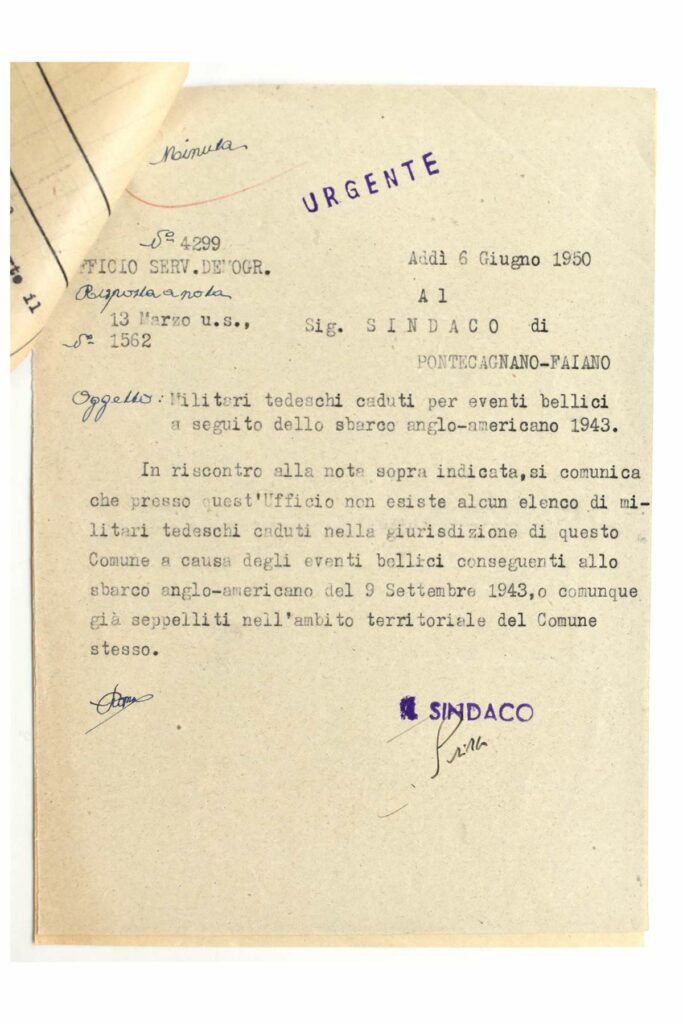 Minuta
URGENTE
N° 4299
FFICIO SERV.DEMOGR.
Addì 6 Giugno 1950
Risposta a nota
A l
13 Marzo u.s.,
Sig. S I N D A C O di
N° 1562
PONTECAGNANO-FAIANO
Oggetto: Militari tedeschi caduti per eventi bellici
a seguito dello sbarco anglo-americano 1943.
In riscontro alla nota sopra indicata,si comunica
che presso quest'Ufficio non esiste alcun elenco di mi-
litari tedeschi caduti nella giurisdizione di questo
Comune a causa degli eventi bellici conseguenti allo
sbarco anglo-americano del 9 Settembre 1943,o comunque
già seppelliti nell'ambito territoriale del Comune
stesso.
IL SINDACO
il